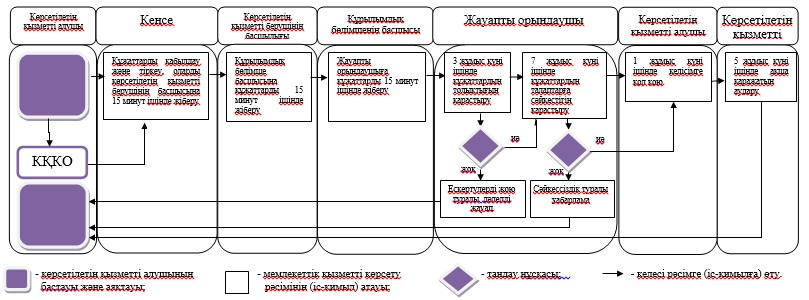 Көрсетілетін
қызметті алушы
Кеңсе
Көрсетілетін
қызметті берушінің
басшылығы
Құрылымдық
бөлімшенің басшысы
Жауапты орындаушы
Көрсетілетін
қызметті алушы
Көрсетілетін
қызметті
Құжаттарды қабылдау
және тіркеу, оларды
көрсетілетін қызметті
берушінің басшысына
15 минут ішінде жіберу
Құрылымдық
бөлімше
басшысына
құжаттарды 15
минут ішінде
жіберу
Жауапты
орындаушыға
құжаттарды 15 минут
ішінде жіберу
3 жұмыс күні
ішінде
құжаттардың
толықтығын
қарастыру
7 жұмыс күні
ішінде
құжаттардың
талаптарға
сәйкестігін
қарастыру
1 жұмыс күні
ішінде келісімге
қол қою
5 жұмыс күні
ішінде ақша
қаражатын
аудару
ККҚО
иә
иә
жоқ
жоқ
Ескертулерді жою
туралы дәлелді
жауап
Сәйкессіздік туралы
хабарлама
- көрсетілетін қызметті алушының
бастауы және аяқтауы;
- мемлекеттік қызметті көрсету
рәсімінің (іс-қимыл) атауы;
- таңдау нұсқасы;
- келесі рәсімге (іс-қимылға) өту.